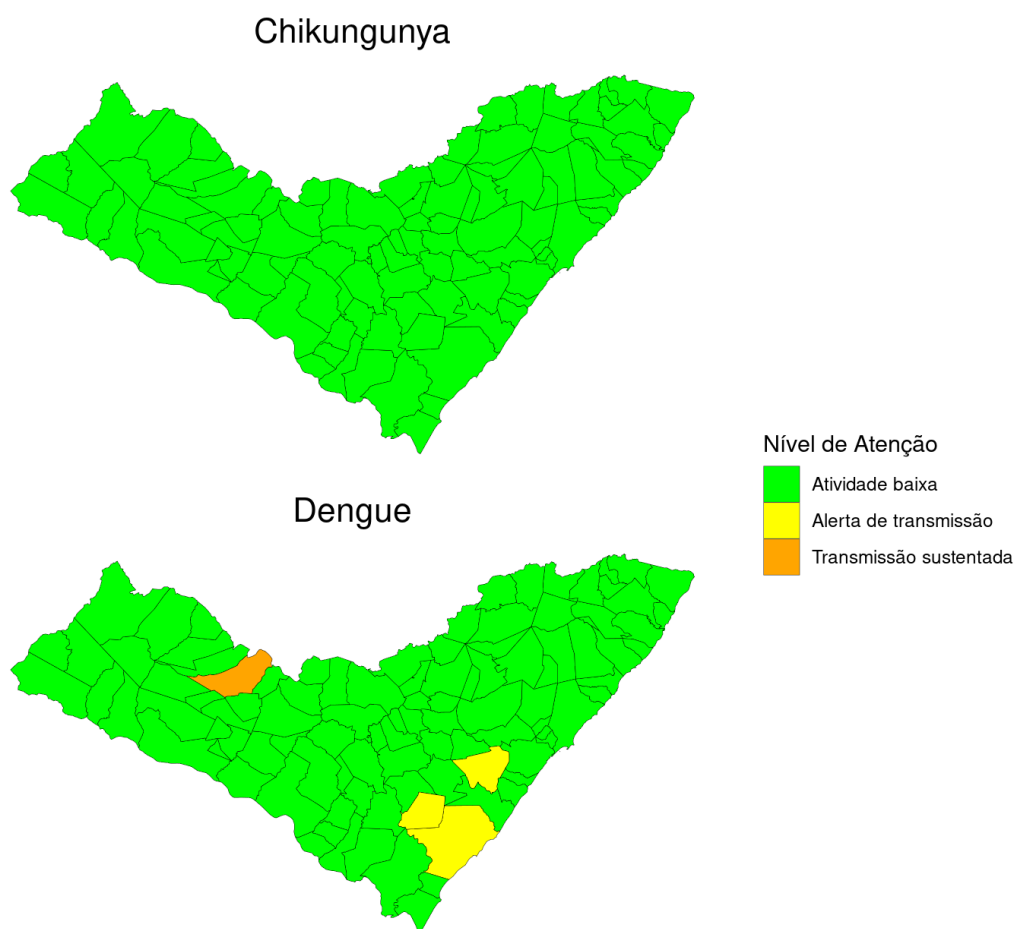 Chikungunya
Dengue
Nível de Atenção
Atividade baixa
Alerta de transmissão
Transmissão sustentada